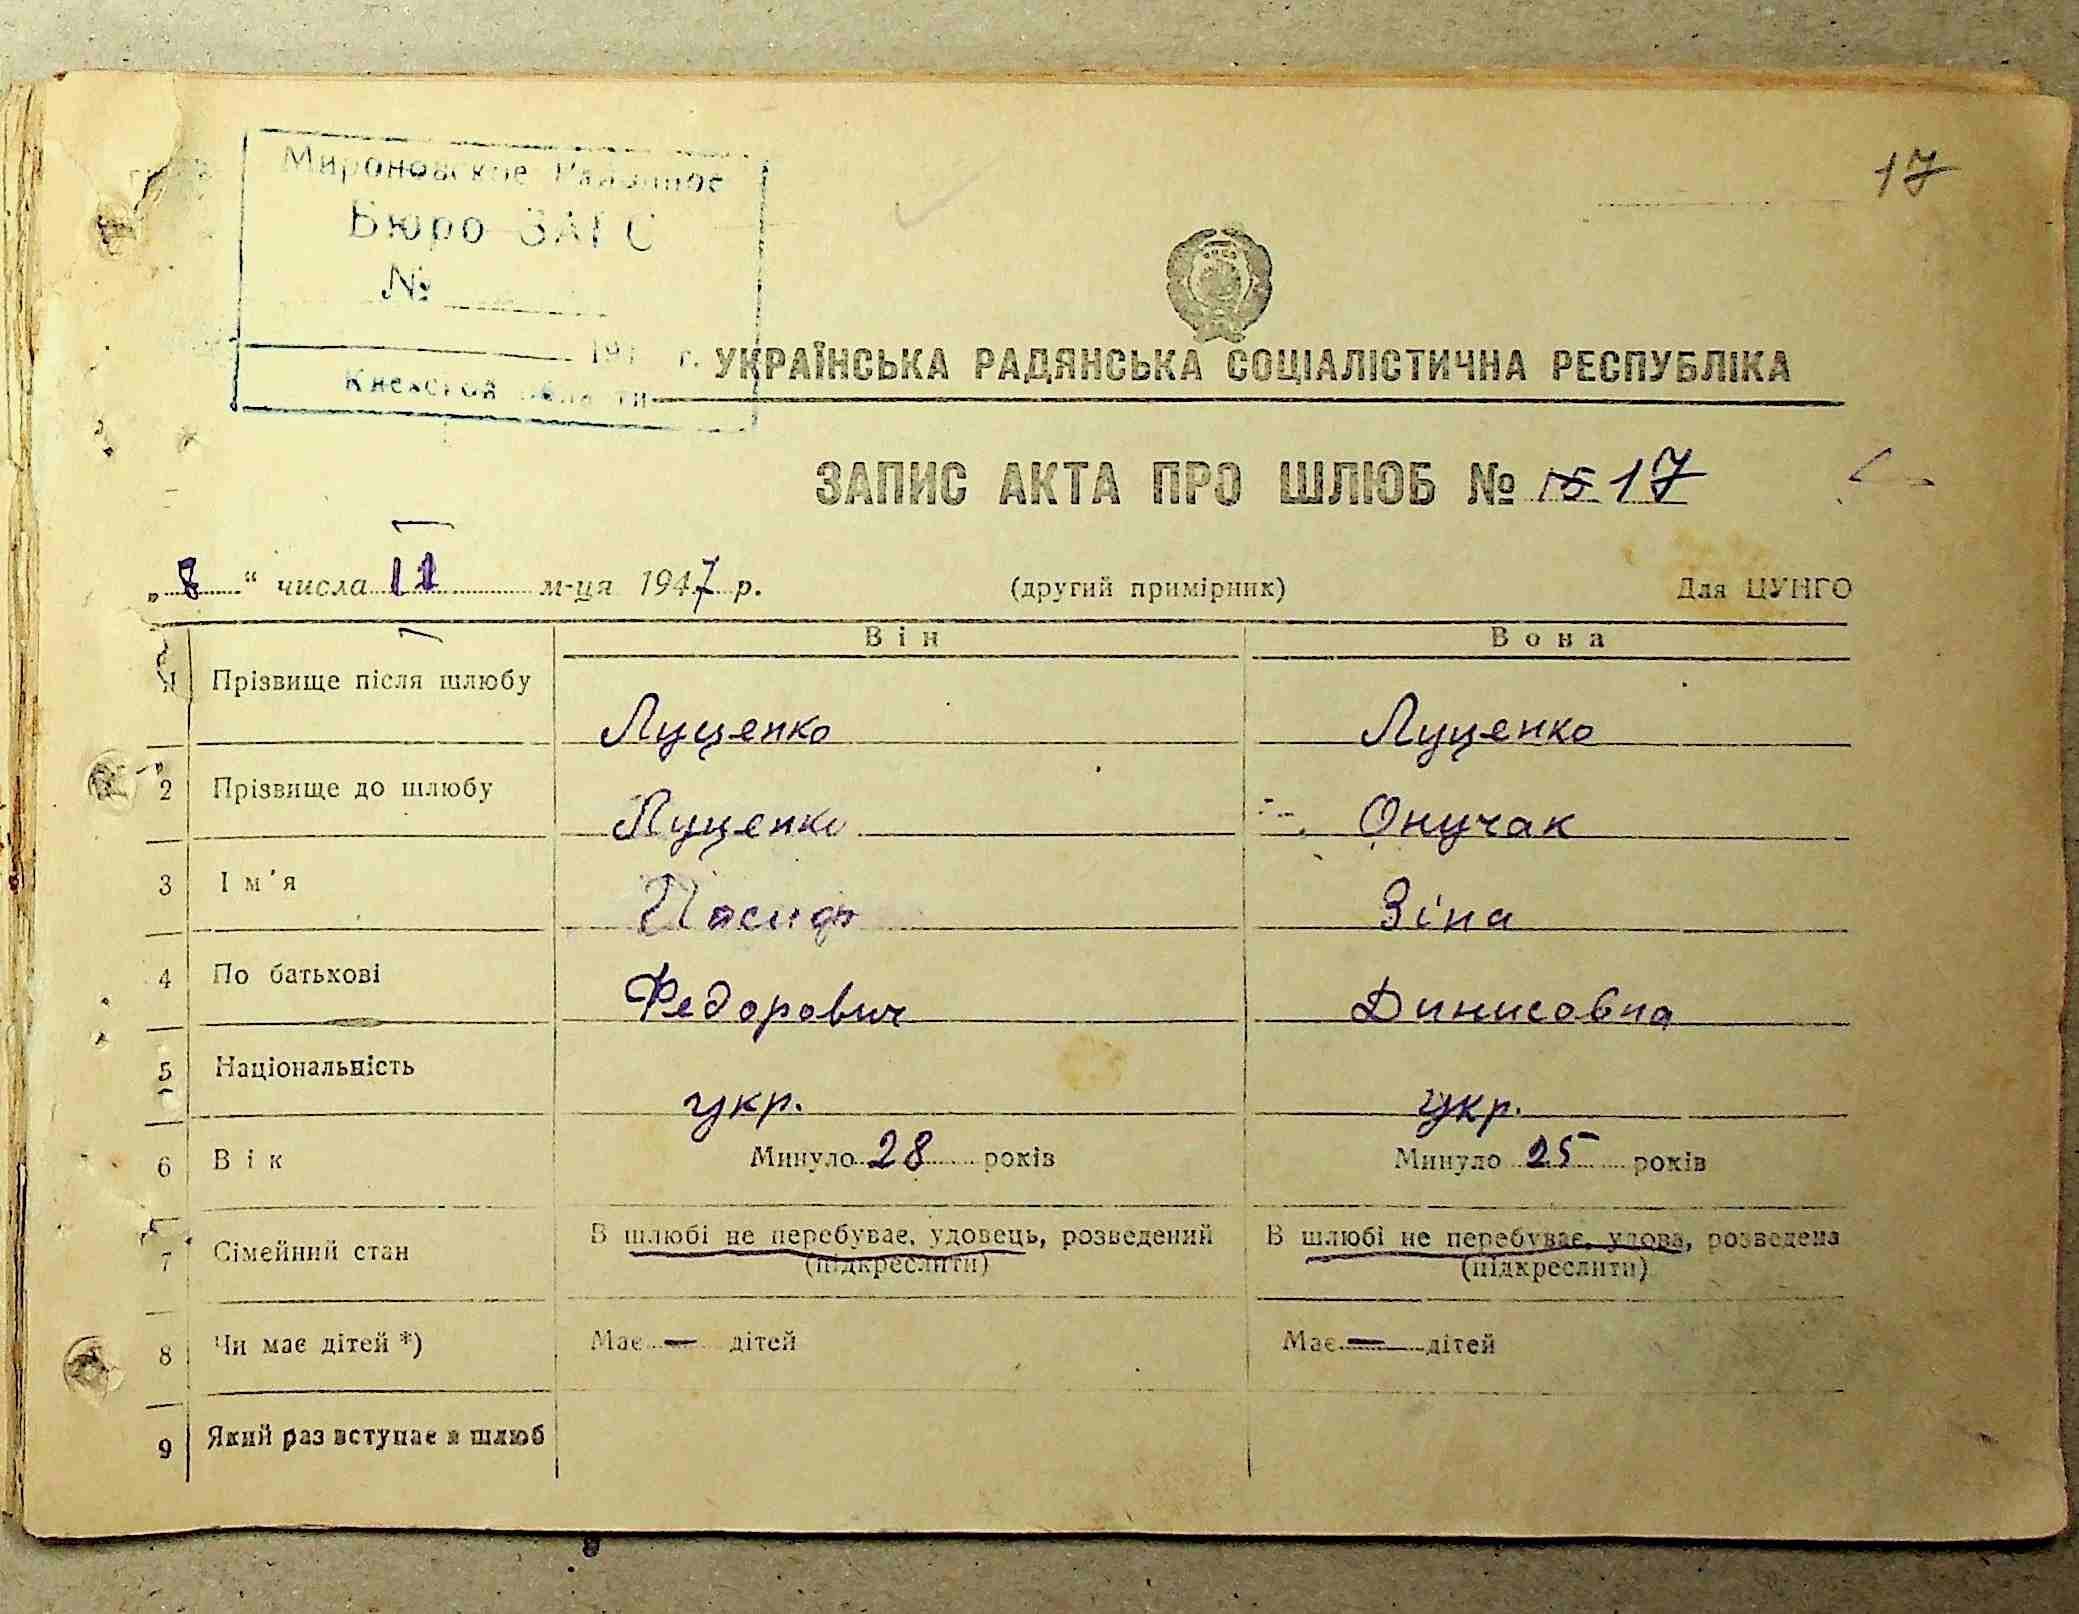 17
Мироновское Районное
Бюро ЗАГС
№
194 г.
Киевской области
УКРАЇНСЬКА РАДЯНСЬКА СОЦІАЛІСТИЧНА РЕСПУБЛІКА
ЗАПИС АКТА ПРО ШЛЮБ № 15 17
„ 8 “ числа II м-ця 1947 р. (другий примірник) Для ЦУНГО
Він Вона
1 Прізвище після шлюбу Луценко Луценко
2 Прізвище до шлюбу Луценко Онучак
3 Ім'я Йосиф Зіна
4 По батькові Федорович Динисовна
5 Національність укр. укр.
6 Вік Минуло 28 років Минуло 25 років
7 Сімейний стан В шлюбі не перебуває, удовець, розведений В шлюбі не перебуває, удова, розведена
(підкреслити) (підкреслити)
8 Чи має дітей *) Має — дітей Має — дітей
9 Який раз вступає в шлюб